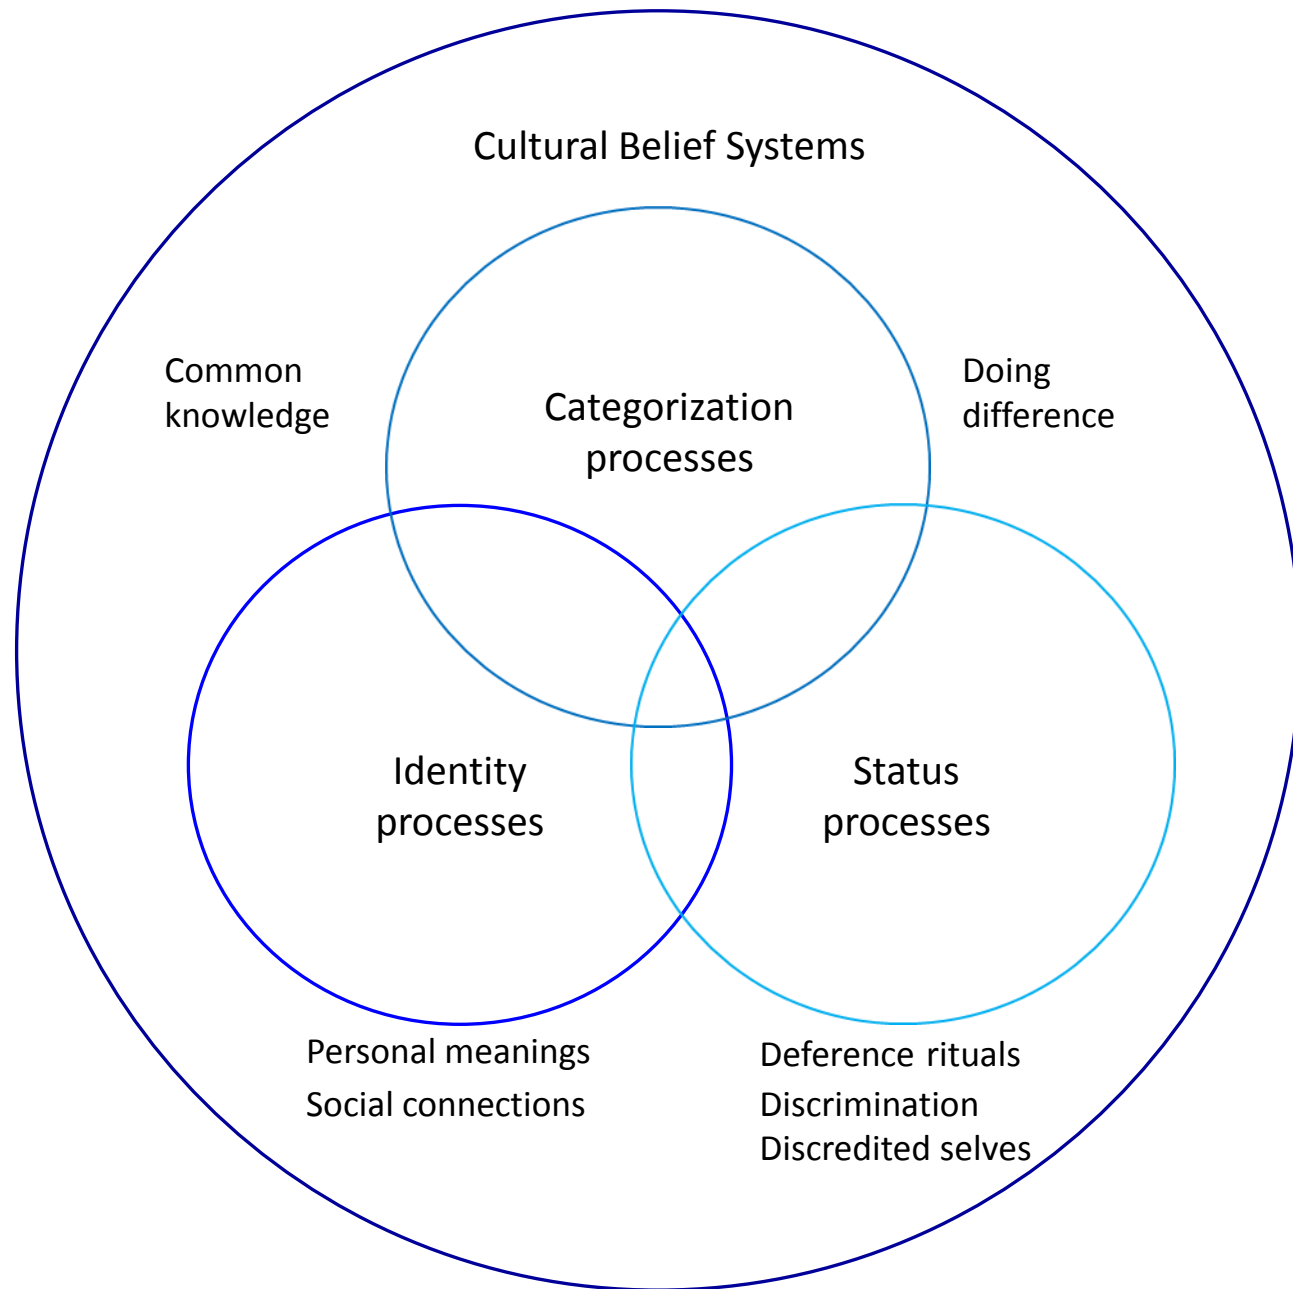 Cultural Belief Systems
Common
knowledge
Doing
difference
Categorization
processes
Identity
processes
Status
processes
Personal meanings
Social connections
Deference rituals
Discrimination
Discredited selves